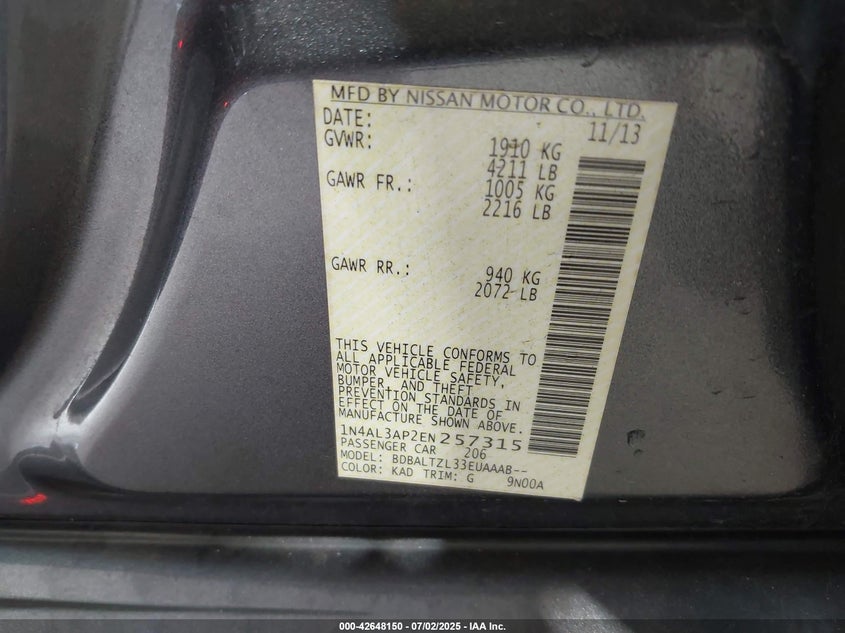 MFD BY NISSAN MOTOR CO., LTD.
DATE: 11/13
GVWR: 1910 KG
4211 LB
GAWR FR.: 1005 KG
2216 LB
GAWR RR.: 940 KG
2072 LB
THIS VEHICLE CONFORMS TO
ALL APPLICABLE FEDERAL
MOTOR VEHICLE SAFETY,
BUMPER, AND THEFT
PREVENTION STANDARDS IN
EFFECT ON THE DATE OF
MANUFACTURE SHOWN ABOVE.
1N4AL3AP2EN257315
PASSENGER CAR 206
MODEL: BDBALTZL33EUAAAB--
COLOR: KAD TRIM: G 9N00A
000-42648150 - 07/02/2025 - IAA Inc.